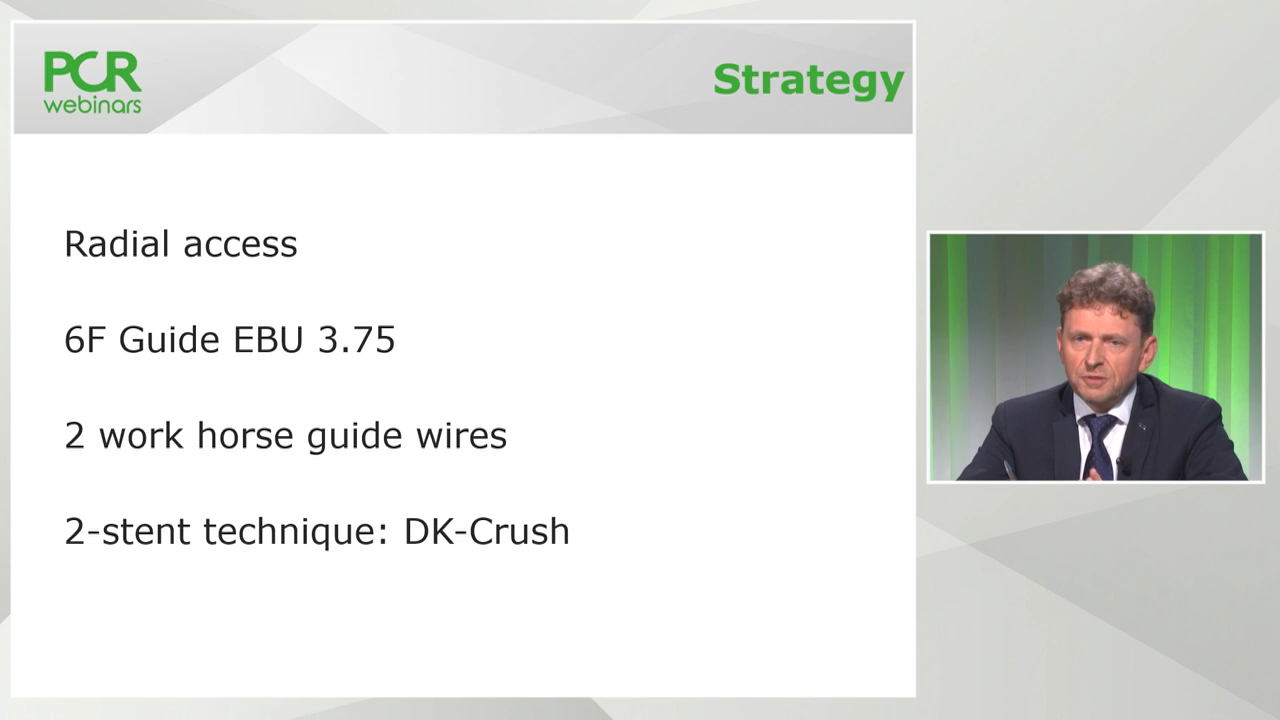 PCR
webinars
Strategy
Radial access
6F Guide EBU 3.75
2 work horse guide wires
2-stent technique: DK-Crush